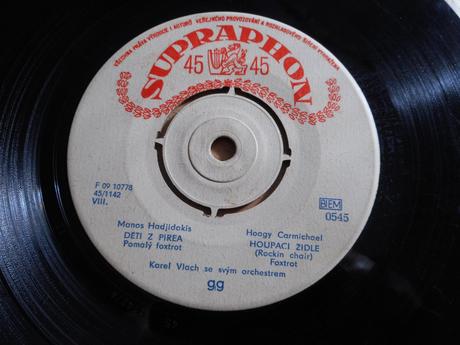 VŠECHNA PRÁVA VÝROBCE I AUTORŮ VEŘEJNÉHO PROVOZOVÁNÍ A ROZHLASOVÉHO ŠÍŘENÍ VYHRAZENA
SUPRAPHON
45 45
F 09 10778
45/1142
VIII.
BIEM
0545
Manos Hadjidakis
DĚTI Z PIREA
Pomalý foxtrot
Hoagy Carmichael
HOUPACÍ ŽIDLE
(Rockin chair)
Foxtrot
Karel Vlach se svým orchestrem
gg